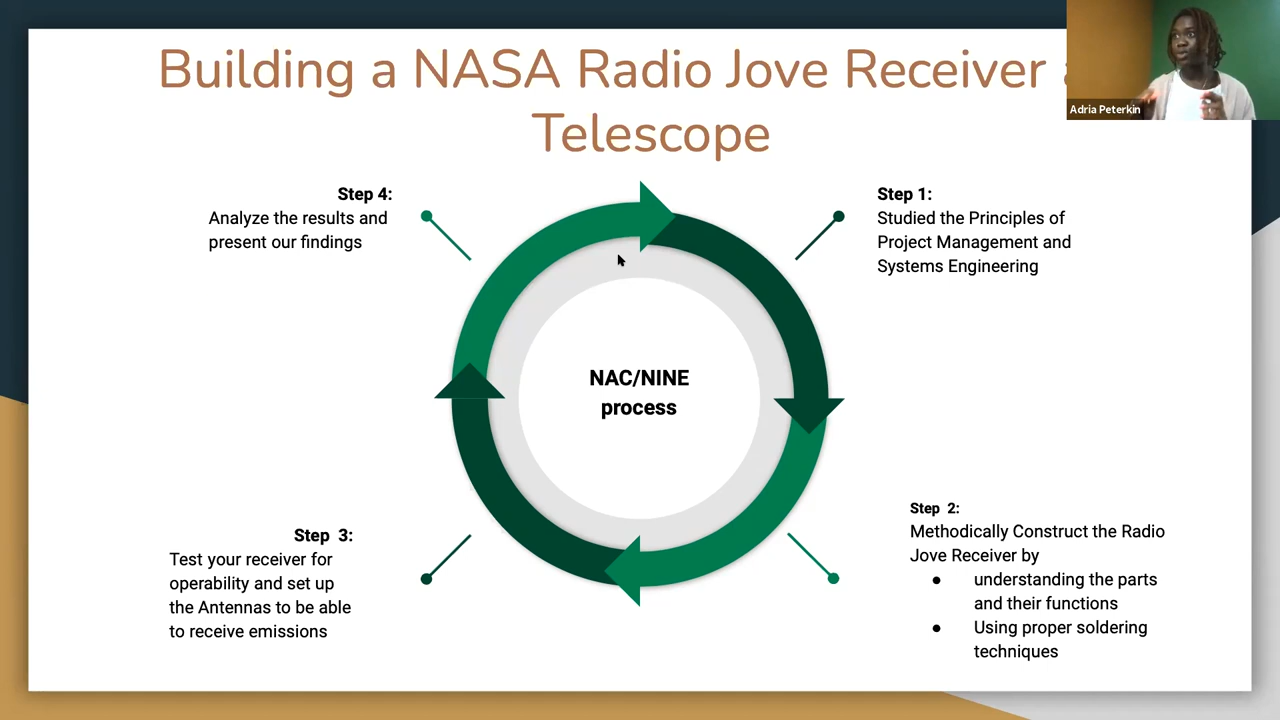 Building a NASA Radio Jove Receiver
Telescope
Adria Peterkin
Step 4:
Analyze the results and
present our findings
Step 1:
Studied the Principles of
Project Management and
Systems Engineering
NAC/NINE
process
Step 3:
Test your receiver for
operability and set up
the Antennas to be able
to receive emissions
Step 2:
Methodically Construct the Radio
Jove Receiver by
● understanding the parts
and their functions
● Using proper soldering
techniques